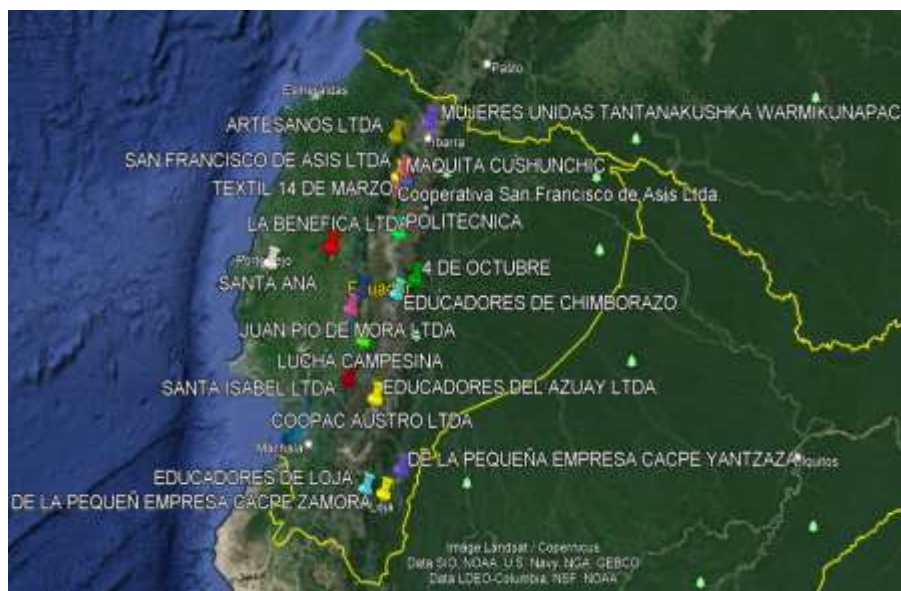 Pasto
Esmeraldas
MUJERES UNIDAS TANTANAKUSHKA WARMIKUNAPAC
ARTESANOS LTDA
Ibarra
SAN FRANCISCO DE ASIS LTDA
MAQUITA CUSHUNCHIC
TEXTIL 14 DE MARZO
Cooperativa San Francisco de Asis Ltda.
LA BENEFICA LTDA
POLITECNICA
Portoviejo
4 DE OCTUBRE
SANTA ANA
Ecuador
EDUCADORES DE CHIMBORAZO
JUAN PIO DE MORA LTDA
LUCHA CAMPESINA
SANTA ISABEL LTDA
EDUCADORES DEL AZUAY LTDA
COOPAC AUSTRO LTDA
Machala
DE LA PEQUEÑA EMPRESA CACPE YANTZAZA
Iquitos
EDUCADORES DE LOJA
DE LA PEQUEÑ EMPRESA CACPE ZAMORA
Loja
Image Landsat / Copernicus
Data SIO, NOAA, U.S. Navy, NGA, GEBCO
Data LDEO-Columbia, NSF, NOAA